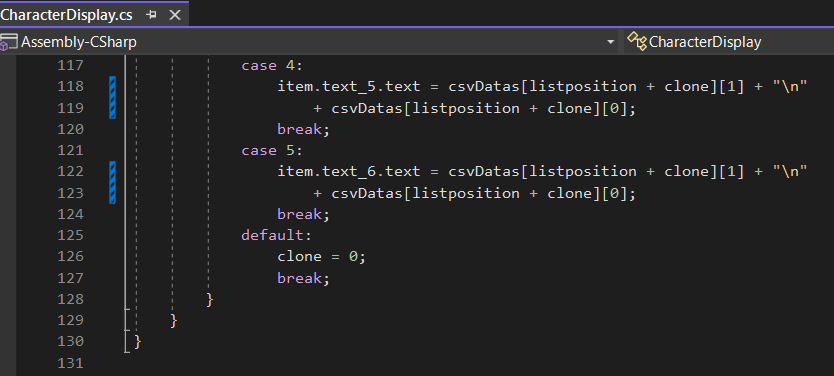 CharacterDisplay.cs
Assembly-CSharp CharacterDisplay
117 case 4:
118 item.text_5.text = csvDatas[listposition + clone][1] + "\n"
119 + csvDatas[listposition + clone][0];
120 break;
121 case 5:
122 item.text_6.text = csvDatas[listposition + clone][1] + "\n"
123 + csvDatas[listposition + clone][0];
124 break;
125 default:
126 clone = 0;
127 break;
128 }
129 }
130 }
131